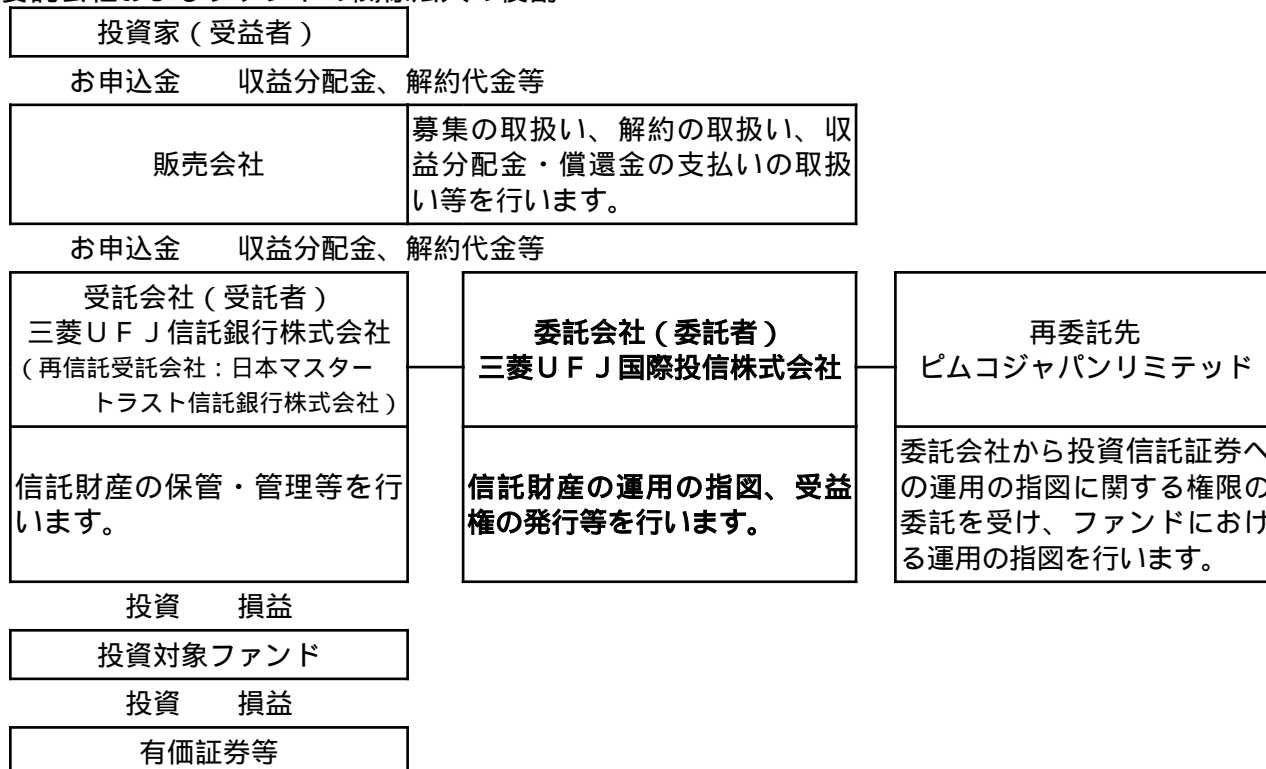 投資家（受益者）
お申込金　収益分配金、解約代金等
販売会社
募集の取扱い、解約の取扱い、収
益分配金・償還金の支払いの取扱
い等を行います。
お申込金　収益分配金、解約代金等
受託会社（受託者）
三菱ＵＦＪ信託銀行株式会社
（再信託受託会社：日本マスター
トラスト信託銀行株式会社）
委託会社（委託者）
三菱ＵＦＪ国際投信株式会社
再委託先
ピムコジャパンリミテッド
信託財産の保管・管理等を行
います。
信託財産の運用の指図、受益
権の発行等を行います。
委託会社から投資信託証券へ
の運用の指図に関する権限の
委託を受け、ファンドにおけ
る運用の指図を行います。
投資　損益
投資対象ファンド
投資　損益
有価証券等